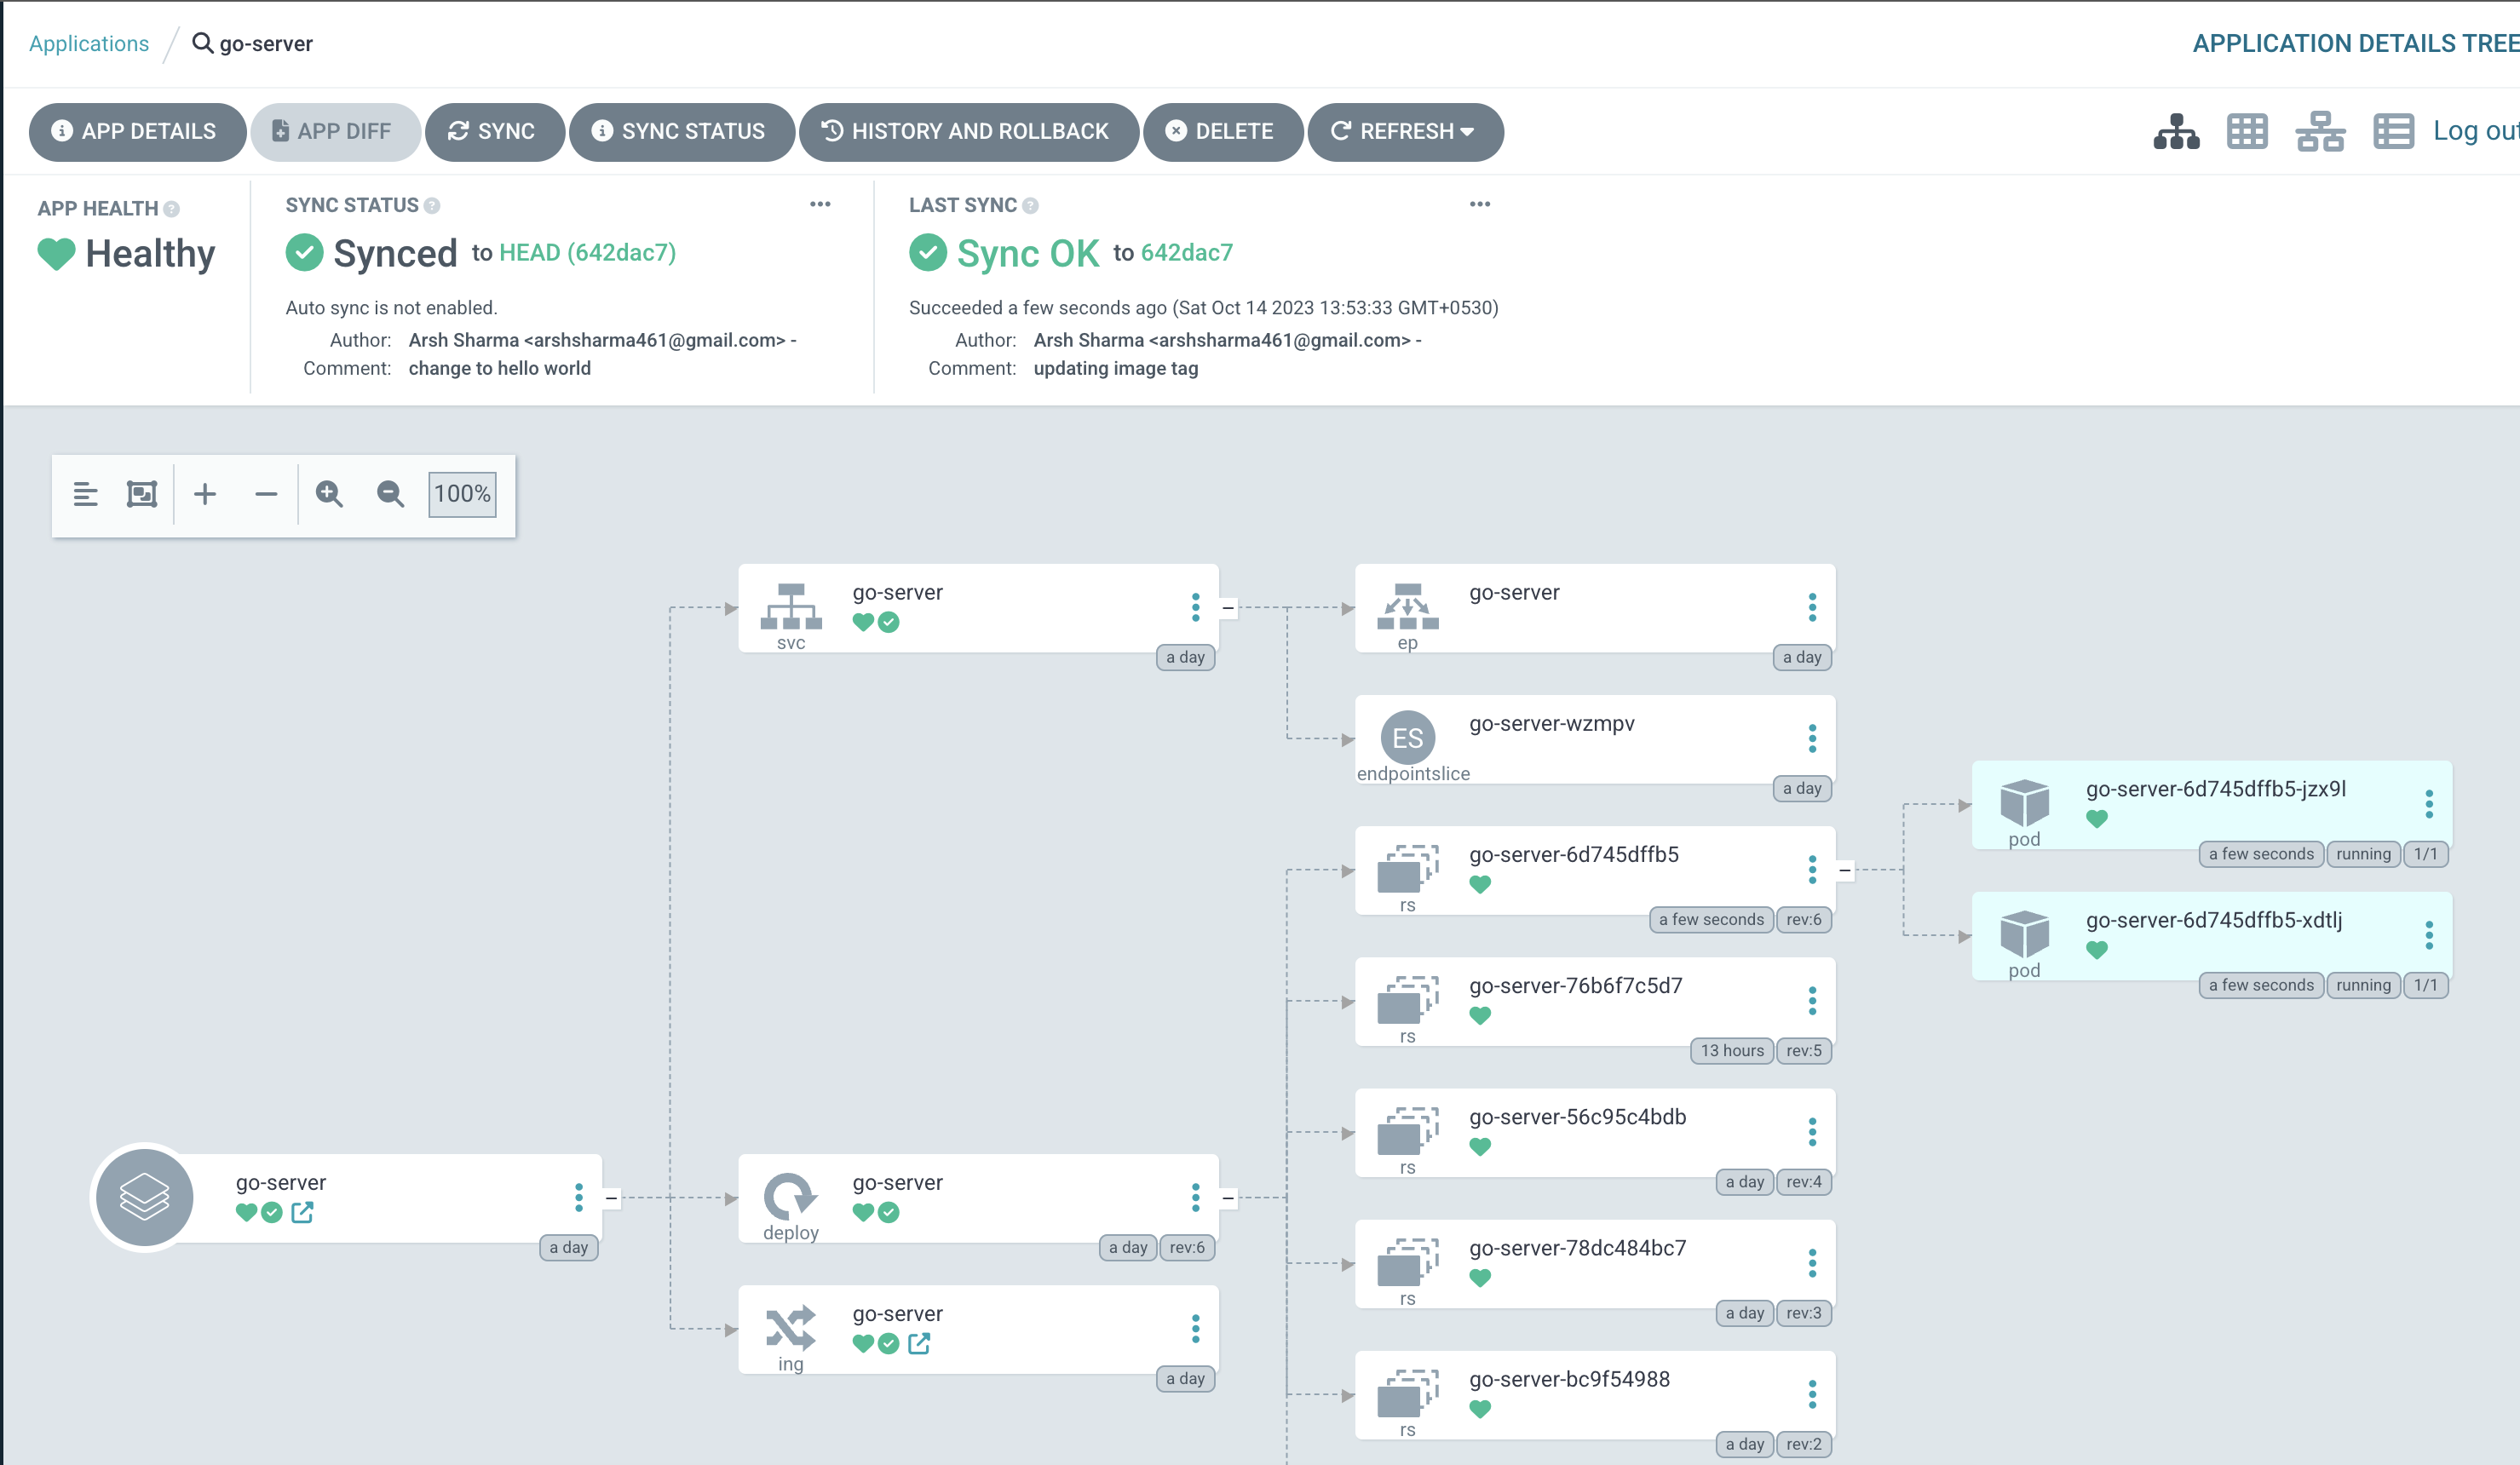 Applications / go-server
APPLICATION DETAILS TREE
APP DETAILS
APP DIFF
SYNC
SYNC STATUS
HISTORY AND ROLLBACK
DELETE
REFRESH
Log out
APP HEALTH
Healthy
SYNC STATUS
Synced to HEAD (642dac7)
Auto sync is not enabled.
Author: Arsh Sharma <arshsharma461@gmail.com> -
Comment: change to hello world
LAST SYNC
Sync OK to 642dac7
Succeeded a few seconds ago (Sat Oct 14 2023 13:53:33 GMT+0530)
Author: Arsh Sharma <arshsharma461@gmail.com> -
Comment: updating image tag
100%
go-server
a day
go-server
svc
a day
go-server
deploy
a day rev:6
go-server
ing
a day
go-server
ep
a day
ES
go-server-wzmpv
endpointslice
a day
go-server-6d745dffb5
rs
a few seconds rev:6
go-server-76b6f7c5d7
rs
13 hours rev:5
go-server-56c95c4bdb
rs
a day rev:4
go-server-78dc484bc7
rs
a day rev:3
go-server-bc9f54988
rs
a day rev:2
go-server-6d745dffb5-jzx9l
pod
a few seconds running 1/1
go-server-6d745dffb5-xdtlj
pod
a few seconds running 1/1